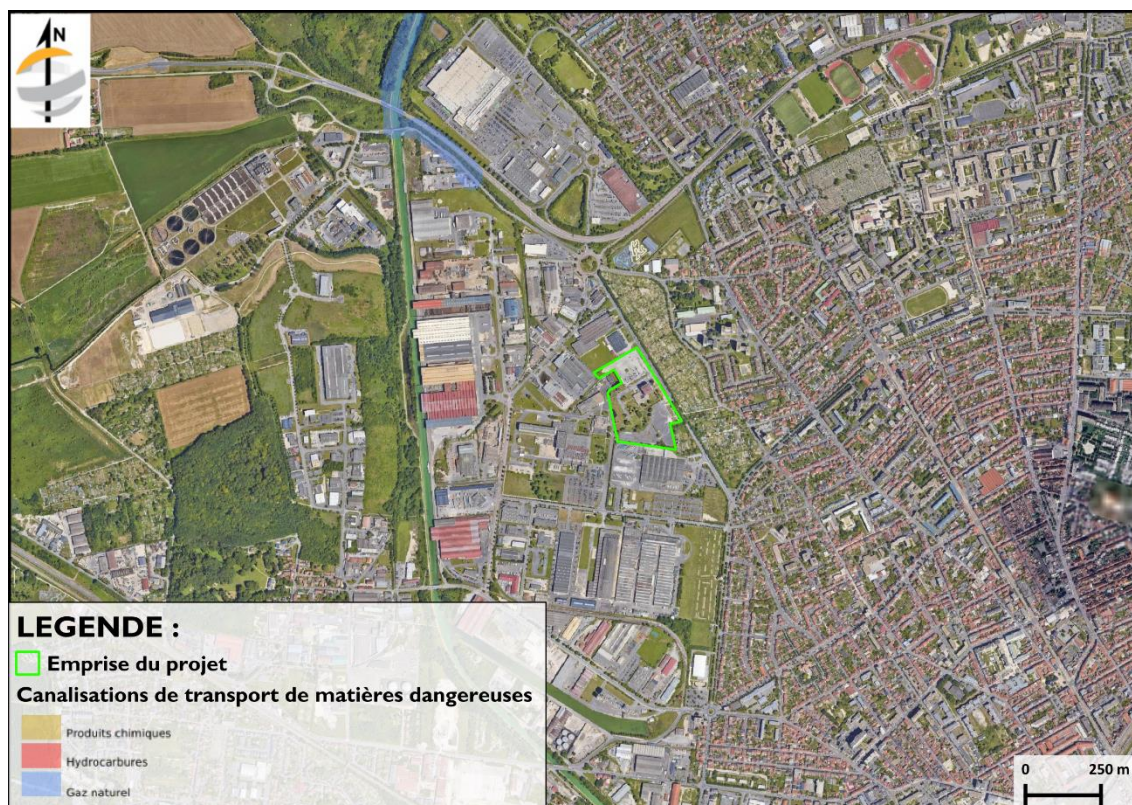 N
LEGENDE :
Emprise du projet
Canalisations de transport de matières dangereuses
Produits chimiques
Hydrocarbures
Gaz naturel
0 250 m